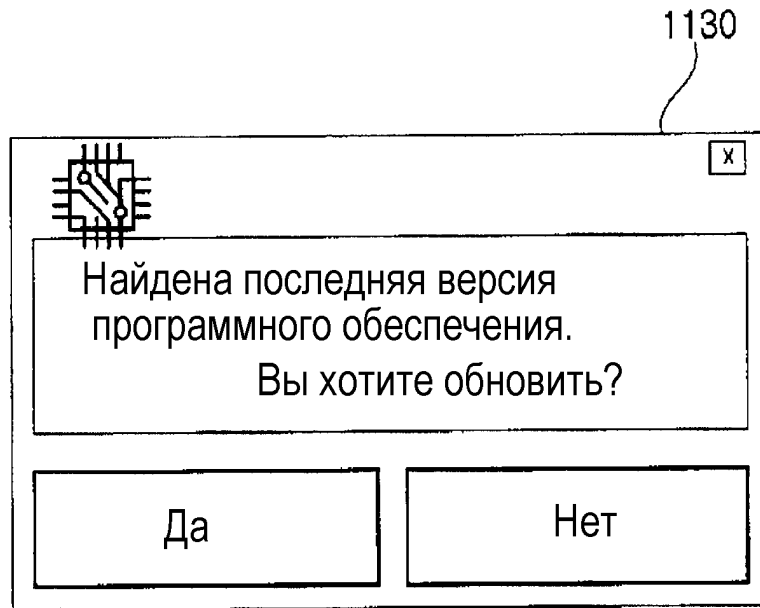 1130
x
Найдена последняя версия
программного обеспечения.
Вы хотите обновить?
Да
Нет